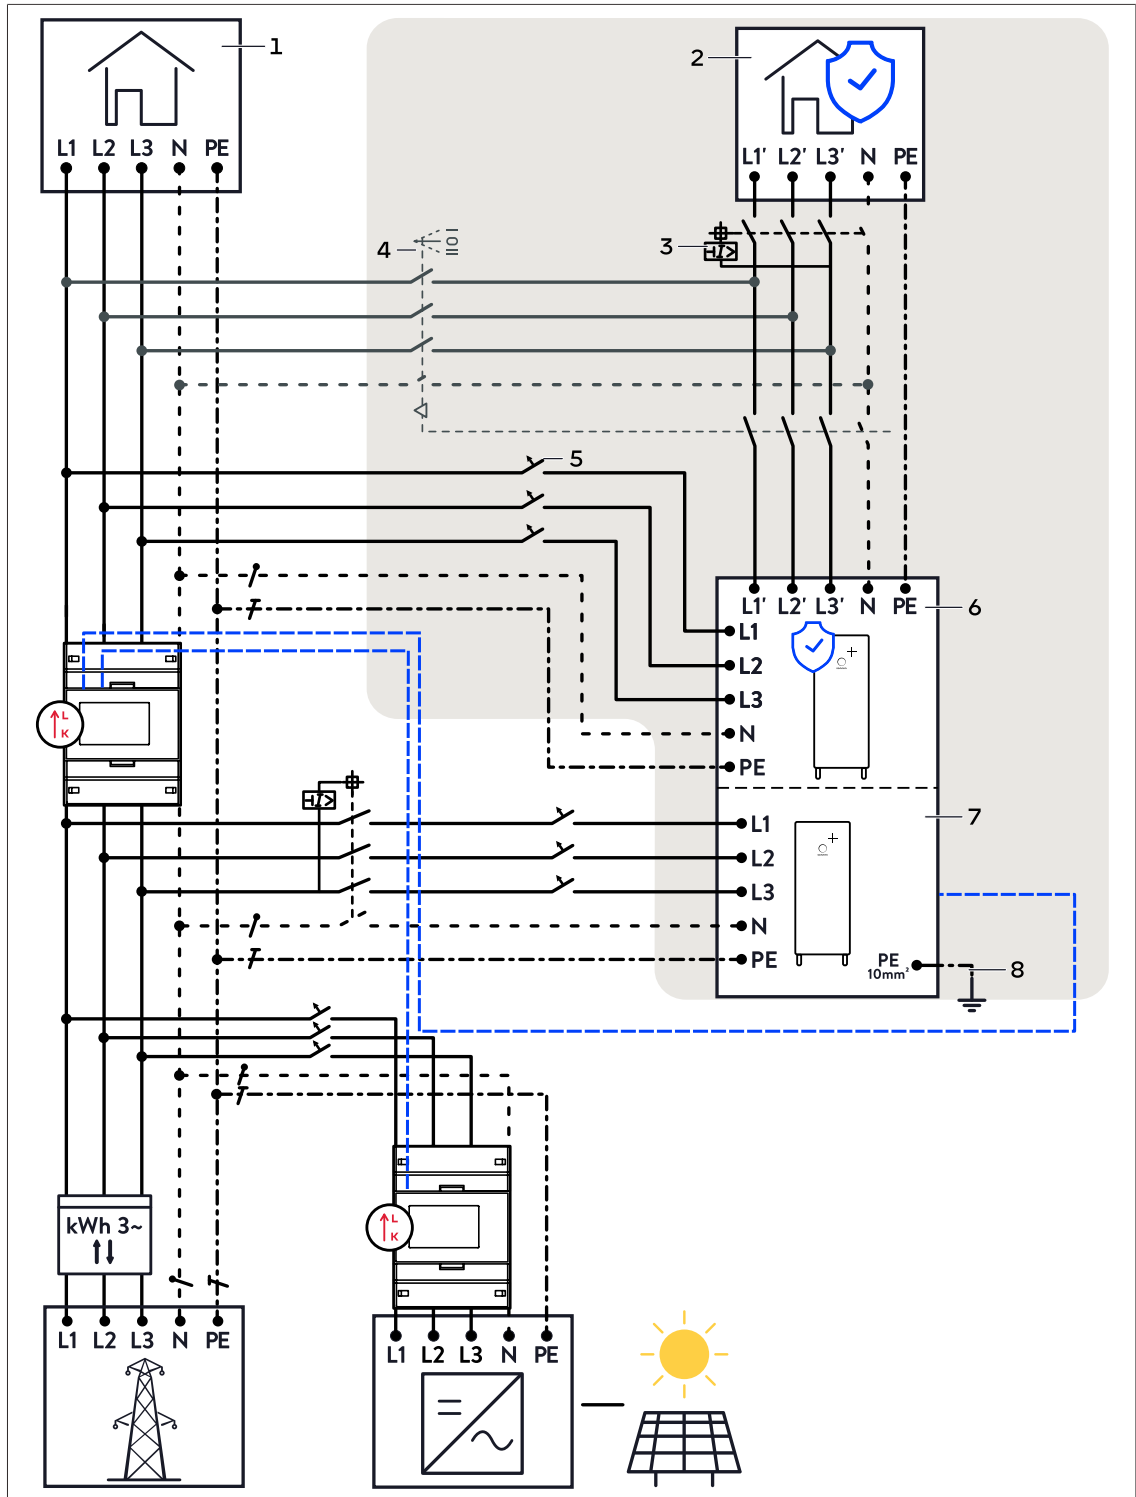 1
L1 L2 L3 N PE
2
L1' L2' L3' N PE
3
4
I
O
II
5
L1' L2' L3' N PE
6
L1
L2
L3
N
PE
L
K
7
L1
L2
L3
N
PE
PE
10mm²
8
kWh 3~
L
K
L1 L2 L3 N PE
L1 L2 L3 N PE